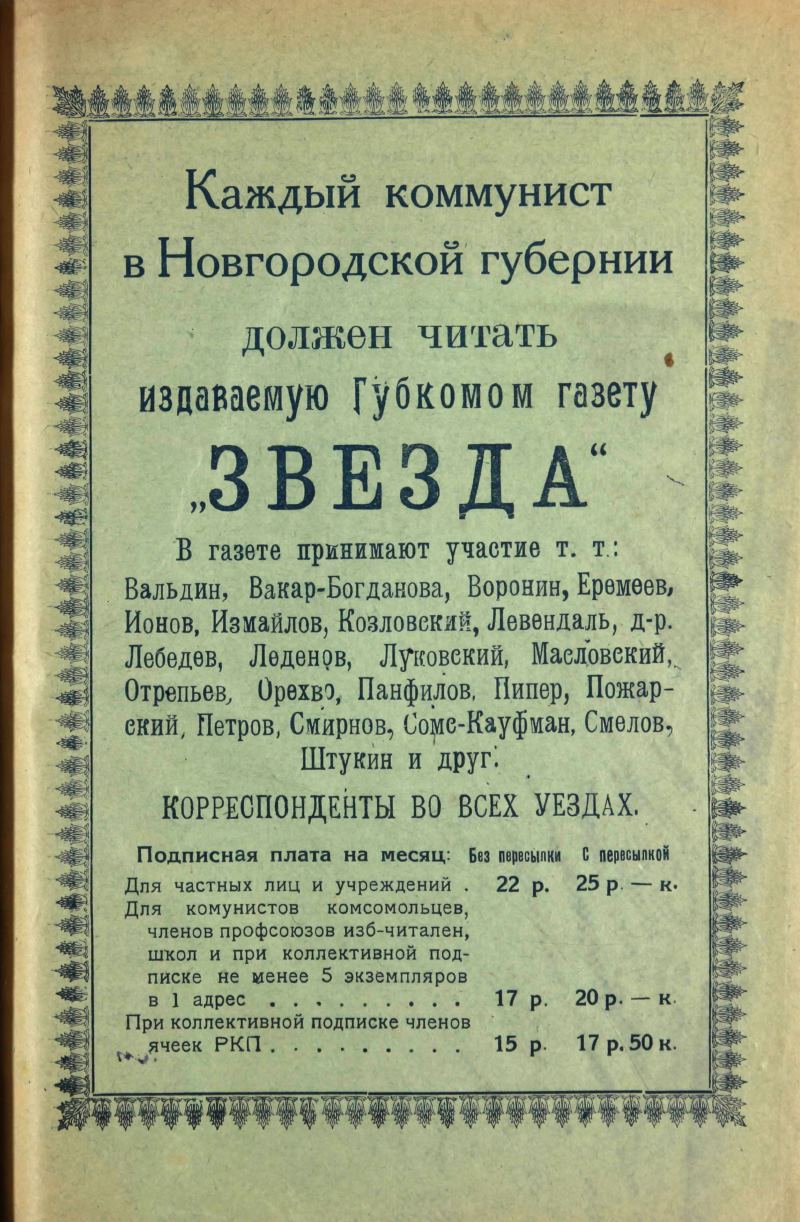 Каждый коммунист
в Новгородской губернии
должен читать
издаваемую Губкомом газету
„ЗВЕЗДА“
В газете принимают участие т. т.:
Вальдин, Вакар-Богданова, Воронин, Еремеев,
Ионов, Измайлов, Козловский, Левендаль, д-р.
Лебедев, Леденов, Луковский, Масловский,
Отрепьев, Орехво, Панфилов, Пипер, Пожар-
ский, Петров, Смирнов, Сомс-Кауфман, Смелов,
Штукин и друг.
КОРРЕСПОНДЕНТЫ ВО ВСЕХ УЕЗДАХ.
Подписная плата на месяц: Без пересылки С пересылкой
Для частных лиц и учреждений . 22 р. 25 р. — к.
Для комунистов комсомольцев,
членов профсоюзов изб-читален,
школ и при коллективной под-
писке не менее 5 экземпляров
в 1 адрес . . . . . . . . . 17 р. 20 р. — к.
При коллективной подписке членов
ячеек РКП . . . . . . . . . 15 р. 17 р. 50 к.